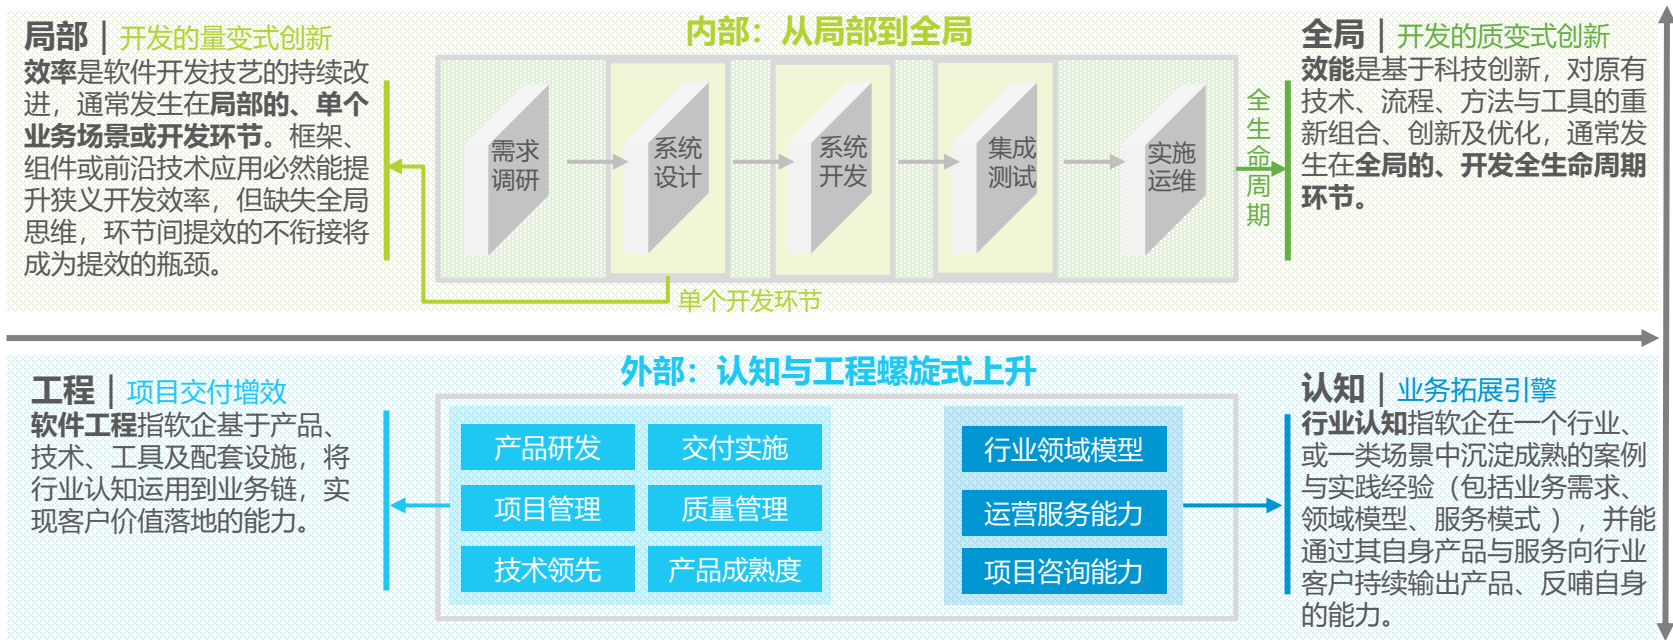 内部：从局部到全局
局部｜开发的量变式创新
效率是软件开发技艺的持续改
进，通常发生在局部的、单个
业务场景或开发环节。框架、
组件或前沿技术应用必然能提
升狭义开发效率，但缺失全局
思维，环节间提效的不衔接将
成为提效的瓶颈。
需求
调研
系统
设计
系统
开发
集成
测试
实施
运维
单个开发环节
全
生
命
周
期
全局｜开发的质变式创新
效能是基于科技创新，对原有
技术、流程、方法与工具的重
新组合、创新及优化，通常发
生在全局的、开发全生命周期
环节。
外部：认知与工程螺旋式上升
工程｜项目交付增效
软件工程指软企基于产品、
技术、工具及配套设施，将
行业认知运用到业务链，实
现客户价值落地的能力。
产品研发
交付实施
项目管理
质量管理
技术领先
产品成熟度
行业领域模型
运营服务能力
项目咨询能力
认知｜业务拓展引擎
行业认知指软企在一个行业、
或一类场景中沉淀成熟的案例
与实践经验（包括业务需求、
领域模型、服务模式 ），并能
通过其自身产品与服务向行业
客户持续输出产品、反哺自身
的能力。